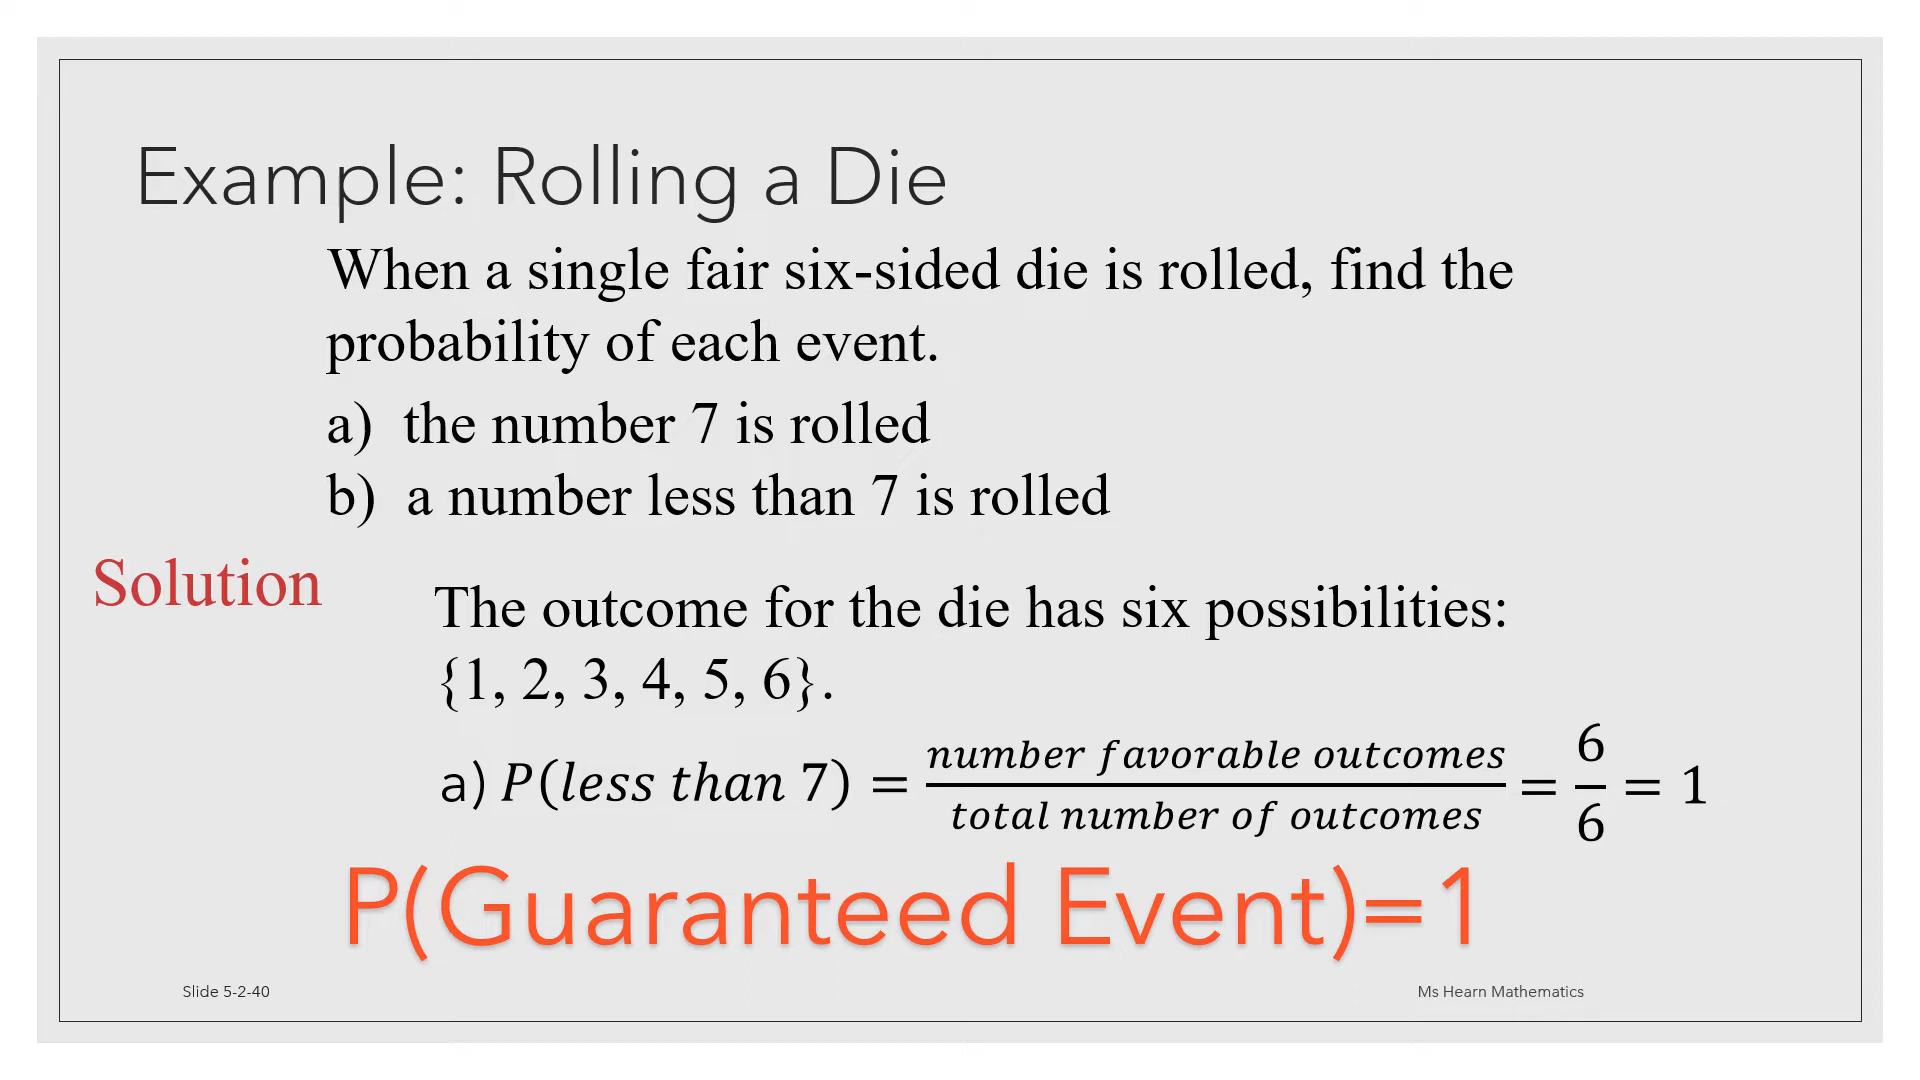 Example: Rolling a Die
When a single fair six-sided die is rolled, find the
probability of each event.
a) the number 7 is rolled
b) a number less than 7 is rolled
Solution
The outcome for the die has six possibilities:
{1, 2, 3, 4, 5, 6}.
a) P(less than 7) = number favorable outcomes / total number of outcomes = 6/6 = 1
P(Guaranteed Event)=1
Slide 5-2-40
Ms Hearn Mathematics